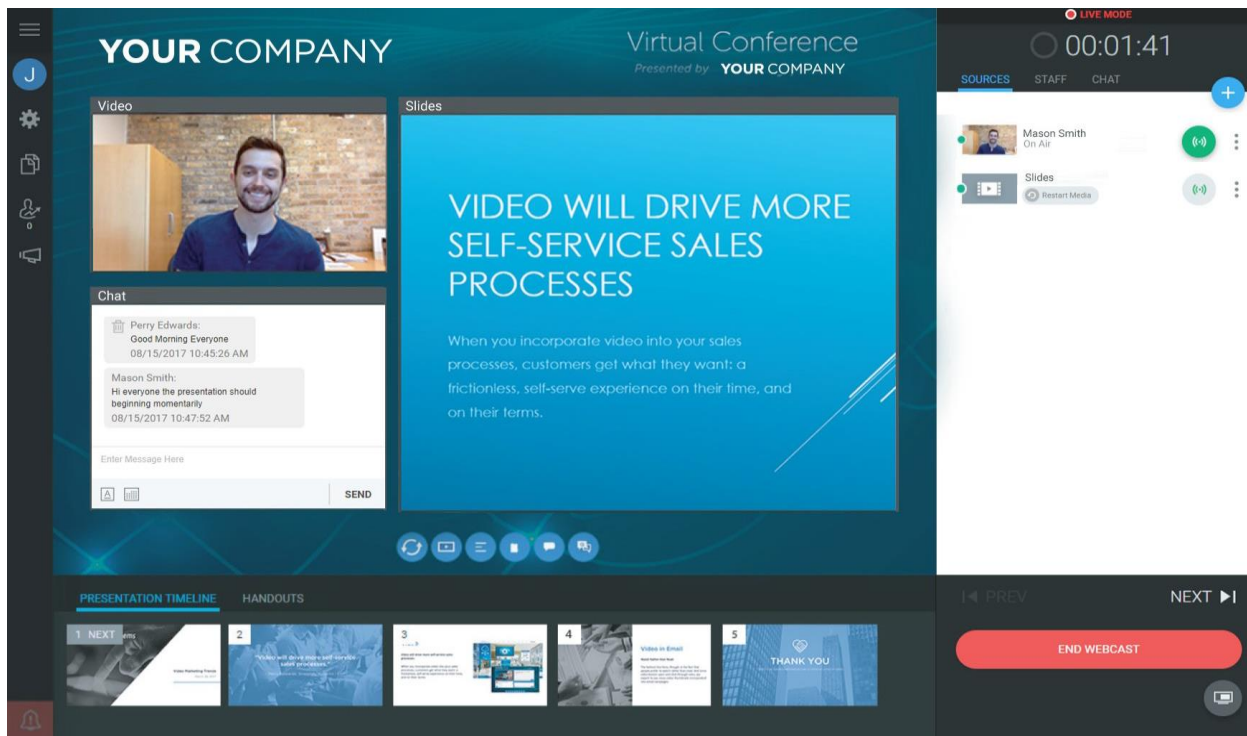 LIVE MODE
YOUR COMPANY
Virtual Conference
Presented by YOUR COMPANY
00:01:41
J
SOURCES STAFF CHAT
+
0
Video
Slides
Mason Smith
On Air
Slides
Restart Media
VIDEO WILL DRIVE MORE
SELF-SERVICE SALES
PROCESSES
When you incorporate video into your sales
processes, customers get what they want: a
frictionless, self-serve experience on their time, and
on their terms.
Chat
Perry Edwards:
Good Morning Everyone
08/15/2017 10:45:26 AM
Mason Smith:
Hi everyone the presentation should
beginning momentarily
08/15/2017 10:47:52 AM
Enter Message Here
A
SEND
PRESENTATION TIMELINE HANDOUTS
PREV NEXT
1 NEXT
Video Marketing Trends
2
"Video will drive more self-service
sales processes."
3
4
Video in Email
5
THANK YOU
END WEBCAST